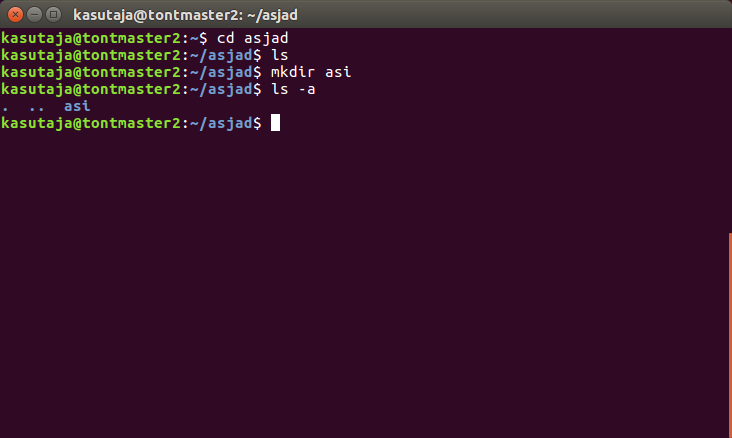 kasutaja@tontmaster2: ~/asjad
kasutaja@tontmaster2:~$ cd asjad
kasutaja@tontmaster2:~/asjad$ ls
kasutaja@tontmaster2:~/asjad$ mkdir asi
kasutaja@tontmaster2:~/asjad$ ls -a
.  ..  asi
kasutaja@tontmaster2:~/asjad$